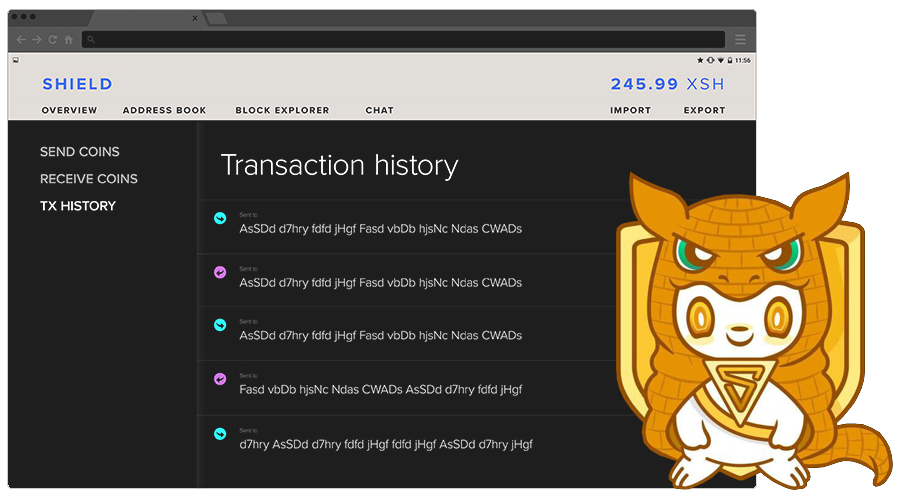 11:56
SHIELD
245.99 XSH
OVERVIEW ADDRESS BOOK BLOCK EXPLORER CHAT IMPORT EXPORT
SEND COINS
RECEIVE COINS
TX HISTORY
Transaction history
Sent to
AsSDd d7hry fdfd jHgf Fasd vbDb hjsNc Ndas CWADs
Sent to
AsSDd d7hry fdfd jHgf Fasd vbDb hjsNc Ndas CWADs
Sent to
AsSDd d7hry fdfd jHgf Fasd vbDb hjsNc Ndas CWADs
Sent to
Fasd vbDb hjsNc Ndas CWADs AsSDd d7hry fdfd jHgf
Sent to
d7hry AsSDd d7hry fdfd jHgf fdfd jHgf AsSDd d7hry jHgf